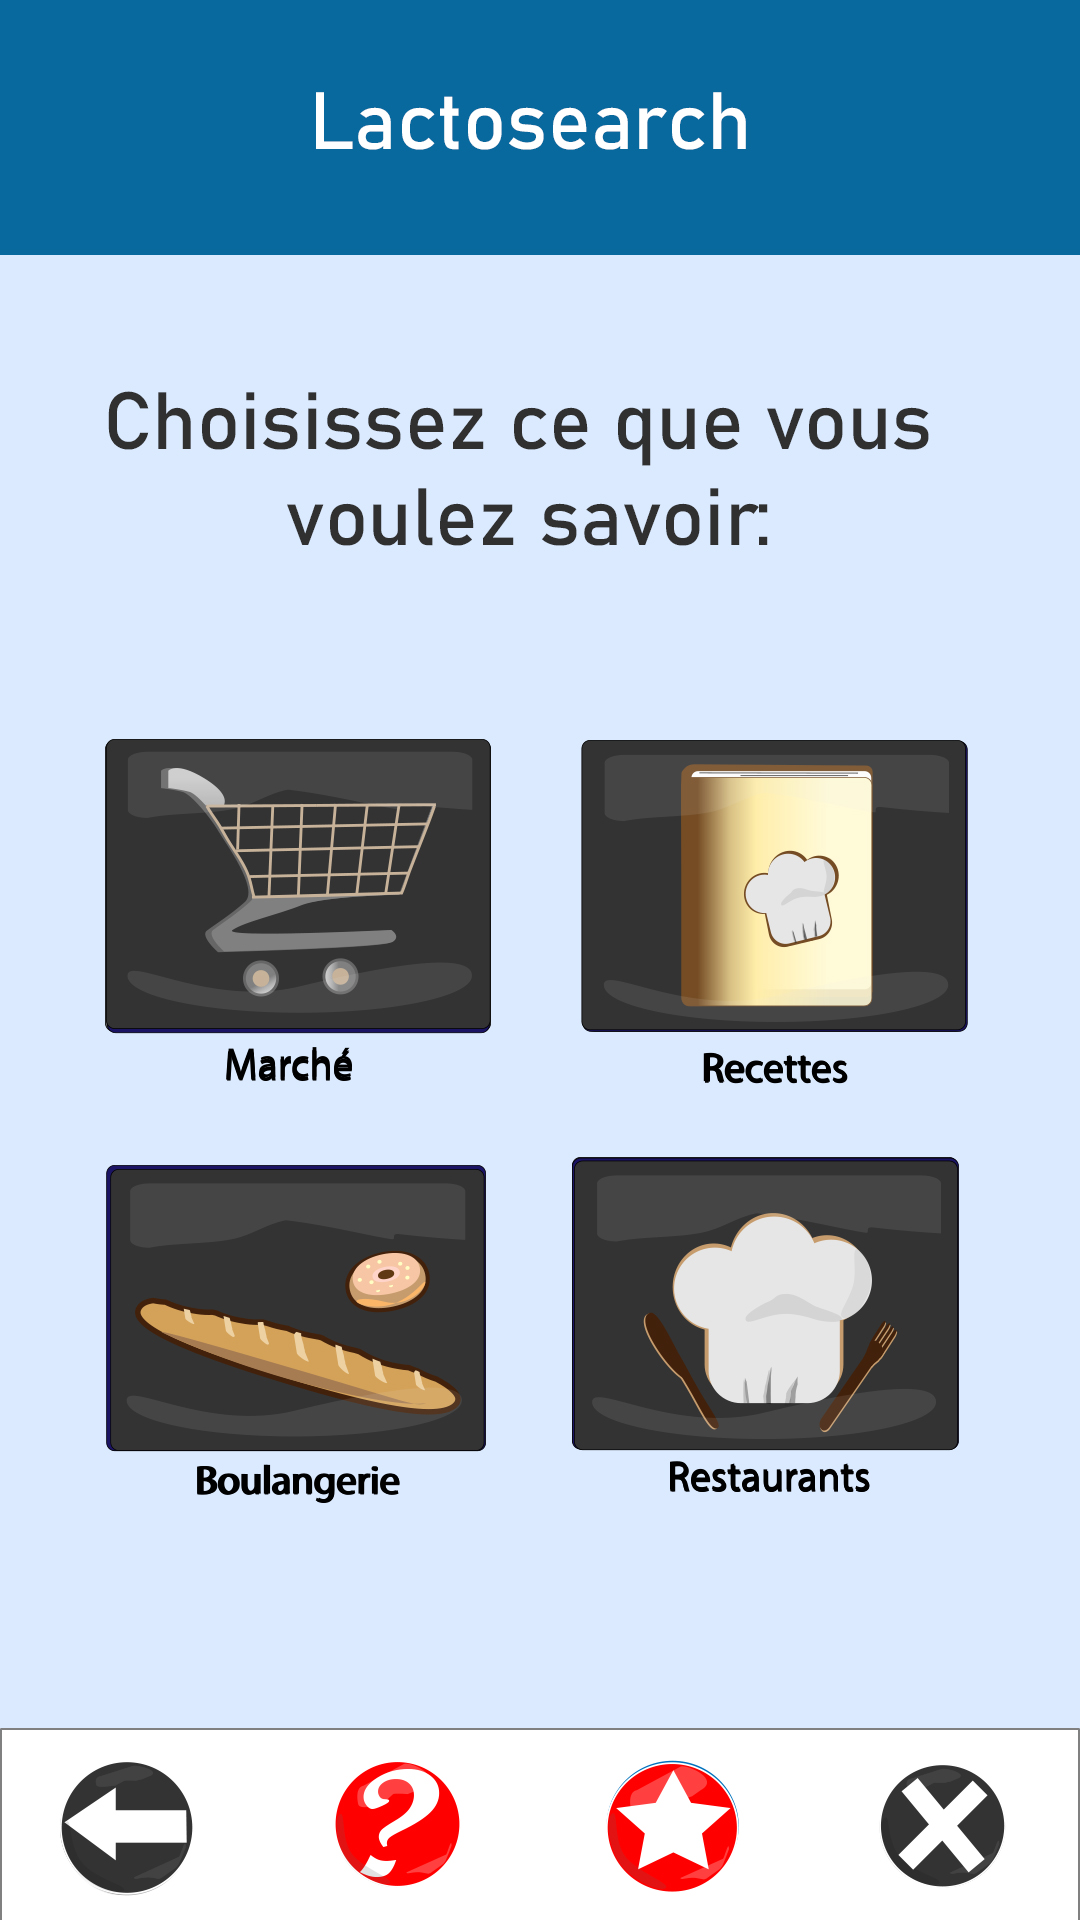 Lactosearch
Choisissez ce que vous
voulez savoir:
Marché
Recettes
Boulangerie
Restaurants
?